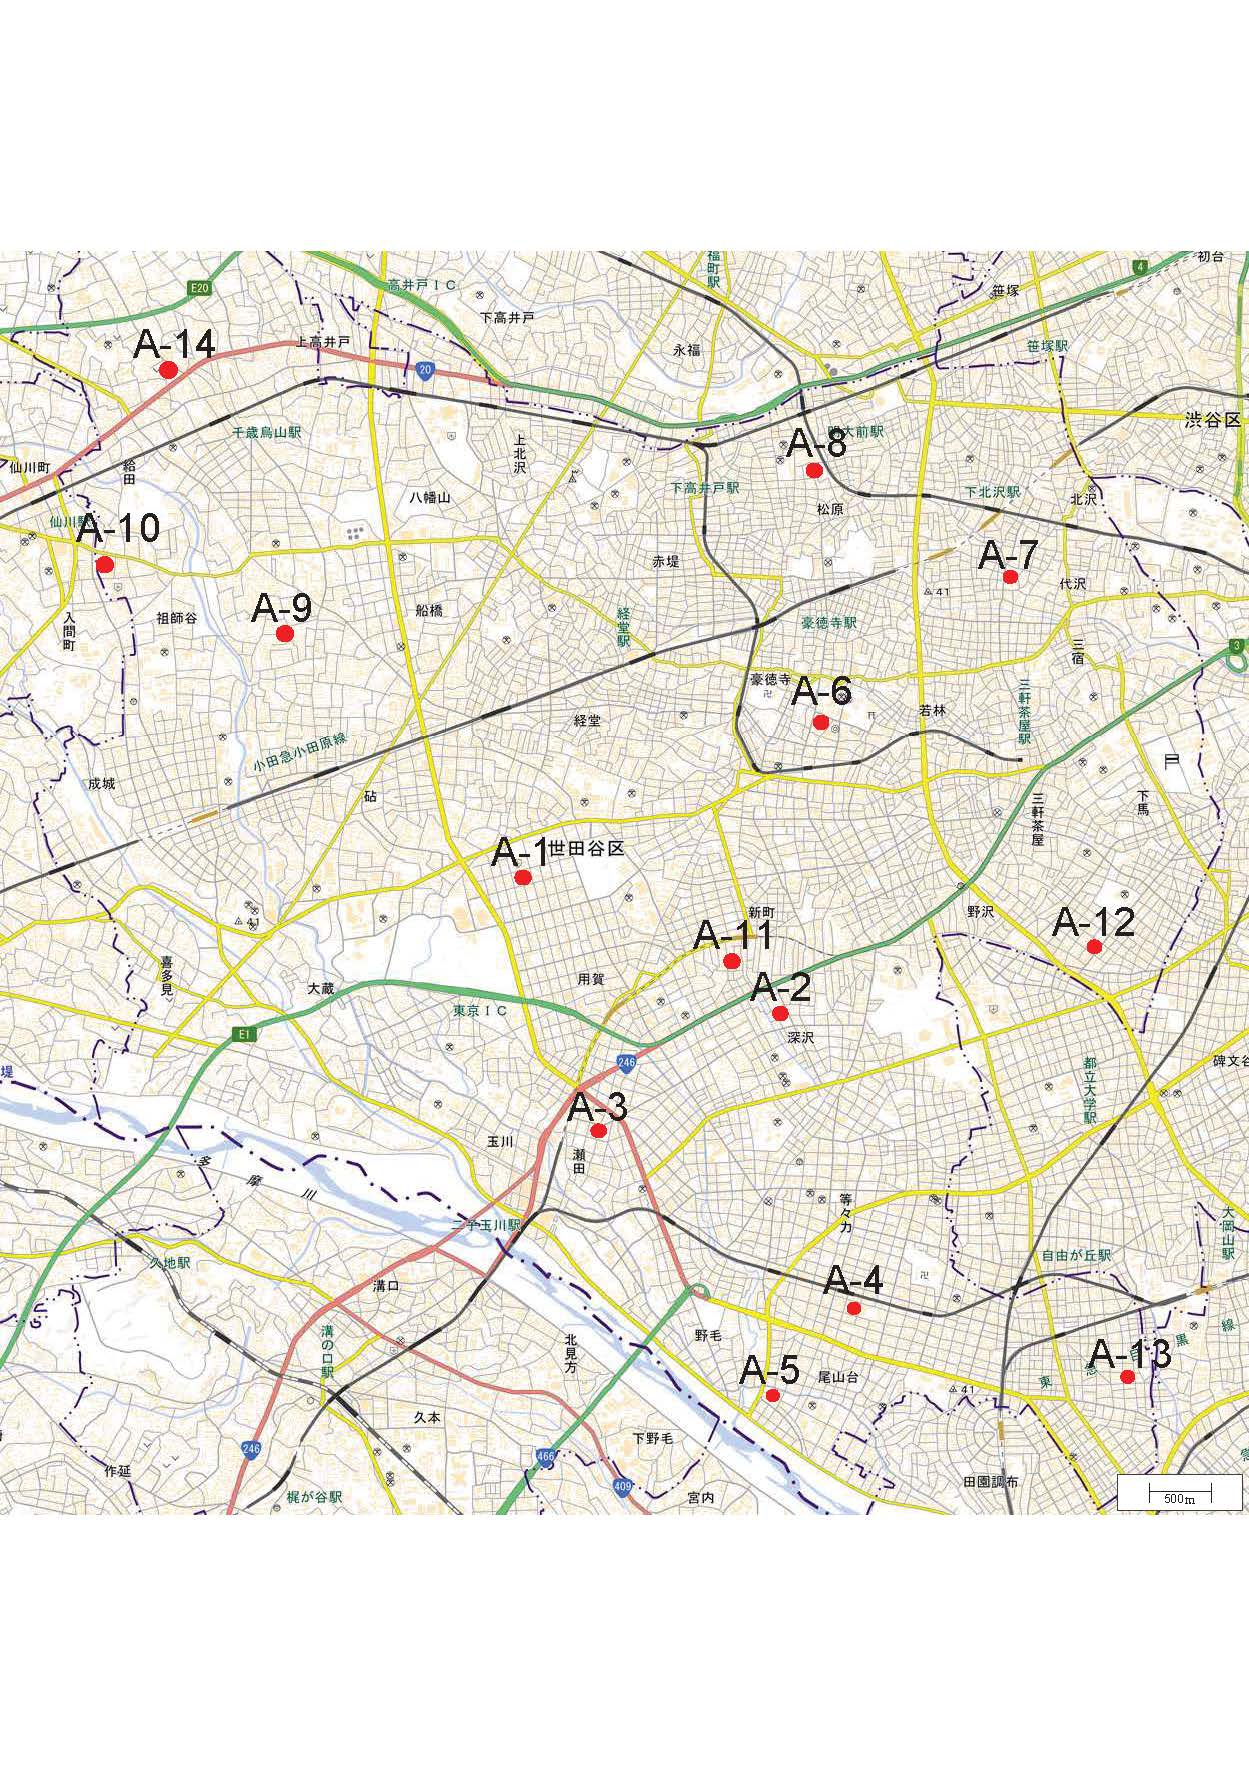 初台
福町駅
4
高井戸IC
E20
笹塚
下高井戸
A-14
上高井戸
永福
笹塚駅
20
渋谷区
千歳烏山駅
上北沢
A-8
明大前駅
仙川町
給田
八幡山
下高井戸駅
下北沢駅
北沢
松原
仙川駅
A-10
赤堤
A-7
代沢
41
A-9
船橋
入間町
祖師谷
経堂駅
豪徳寺駅
三宿
3
豪徳寺
A-6
三軒茶屋駅
若林
経堂
小田急小田原線
成城
砧
三軒茶屋
下馬
A-1
世田谷区
新町
野沢
A-12
41
A-11
喜多見
用賀
大蔵
A-2
東京IC
深沢
E1
246
都立大学駅
碑文谷
堤
A-3
玉川
瀬田
多摩川
等々力
二子玉川駅
大岡山駅
久地駅
自由が丘駅
溝口
A-4
野毛
溝の口駅
北見方
A-13
東急目黒線
A-5
尾山台
41
久本
下野毛
246
466
作延
409
田園調布
梶が谷駅
宮内
500m